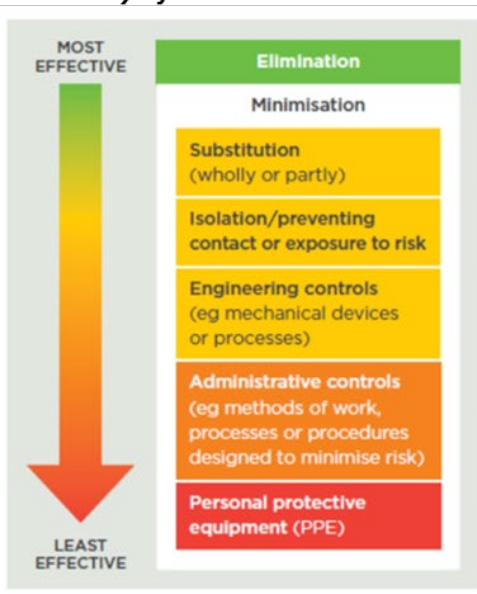 MOST
EFFECTIVE
Elimination
Minimisation
Substitution
(wholly or partly)
Isolation/preventing
contact or exposure to risk
Engineering controls
(eg mechanical devices
or processes)
Administrative controls
(eg methods of work,
processes or procedures
designed to minimise risk)
Personal protective
equipment (PPE)
LEAST
EFFECTIVE